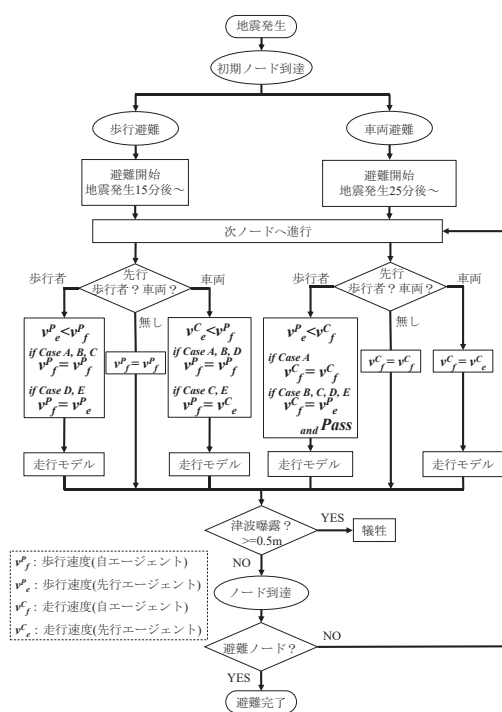 地震発生
初期ノード到達
歩行避難
車両避難
避難開始
地震発生15分後～
避難開始
地震発生25分後～
次ノードへ進行
歩行者
先行
歩行者？車両？
車両
無し
歩行者
先行
歩行者？車両？
車両
無し
v^P_e<v^P_f
if Case A, B, C
v^P_f=v^P_f
if Case D, E
v^P_f=v^P_e
v^P_f=v^P_f
v^C_e<v^P_f
if Case A, B, D
v^P_f=v^P_f
if Case C, E
v^P_f=v^C_e
v^P_e<v^C_f
if Case A
v^C_f=v^C_f
if Case B, C, D, E
v^C_f=v^P_e
and Pass
v^C_f=v^C_f
v^C_f=v^C_e
走行モデル
走行モデル
走行モデル
走行モデル
津波曝露？
>=0.5m
YES
犠牲
NO
ノード到達
避難ノード？
NO
YES
避難完了
v^P_f：歩行速度(自エージェント)
v^P_e：歩行速度(先行エージェント)
v^C_f：走行速度(自エージェント)
v^C_e：走行速度(先行エージェント)